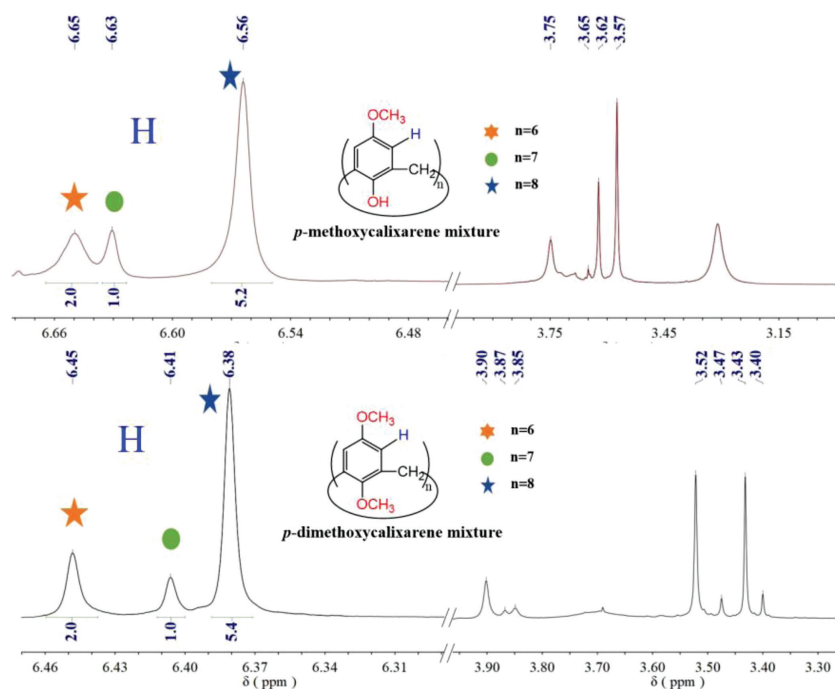 6.65 6.63 6.56 3.75 3.65 3.62 3.57
H
OCH3
H
CH2
n
OH
n=6
n=7
n=8
p-methoxycalixarene mixture
2.0 1.0 5.2
6.66 6.60 6.54 6.48 3.75 3.45 3.15
6.45 6.41 6.38 3.90 3.87 3.85 3.52 3.47 3.43 3.40
H
OCH3
H
CH2
n
OCH3
n=6
n=7
n=8
p-dimethoxycalixarene mixture
2.0 1.0 5.4
6.46 6.43 6.40 6.37 6.34 6.31 3.90 3.80 3.70 3.60 3.50 3.40 3.30
δ ( ppm ) δ ( ppm )